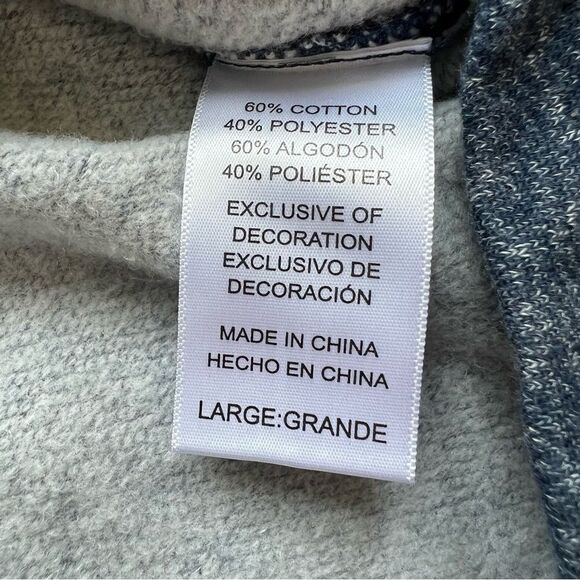 60% COTTON
40% POLYESTER
60% ALGODÓN
40% POLIÉSTER
EXCLUSIVE OF
DECORATION
EXCLUSIVO DE
DECORACIÓN
MADE IN CHINA
HECHO EN CHINA
LARGE:GRANDE